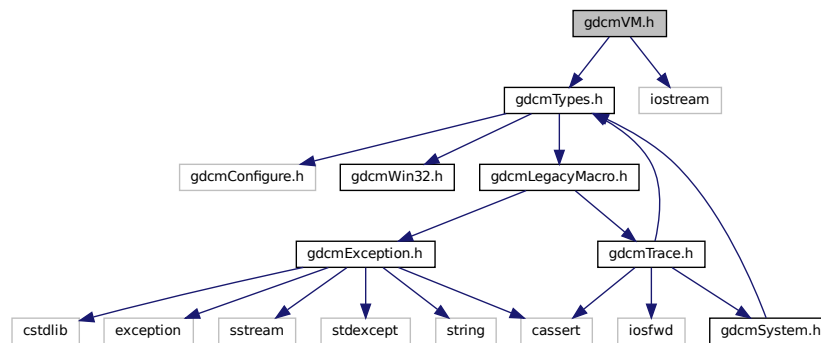 gdcmVM.h
gdcmTypes.h
iostream
gdcmConfigure.h
gdcmWin32.h
gdcmLegacyMacro.h
gdcmException.h
gdcmTrace.h
cstdlib
exception
sstream
stdexcept
string
cassert
iosfwd
gdcmSystem.h